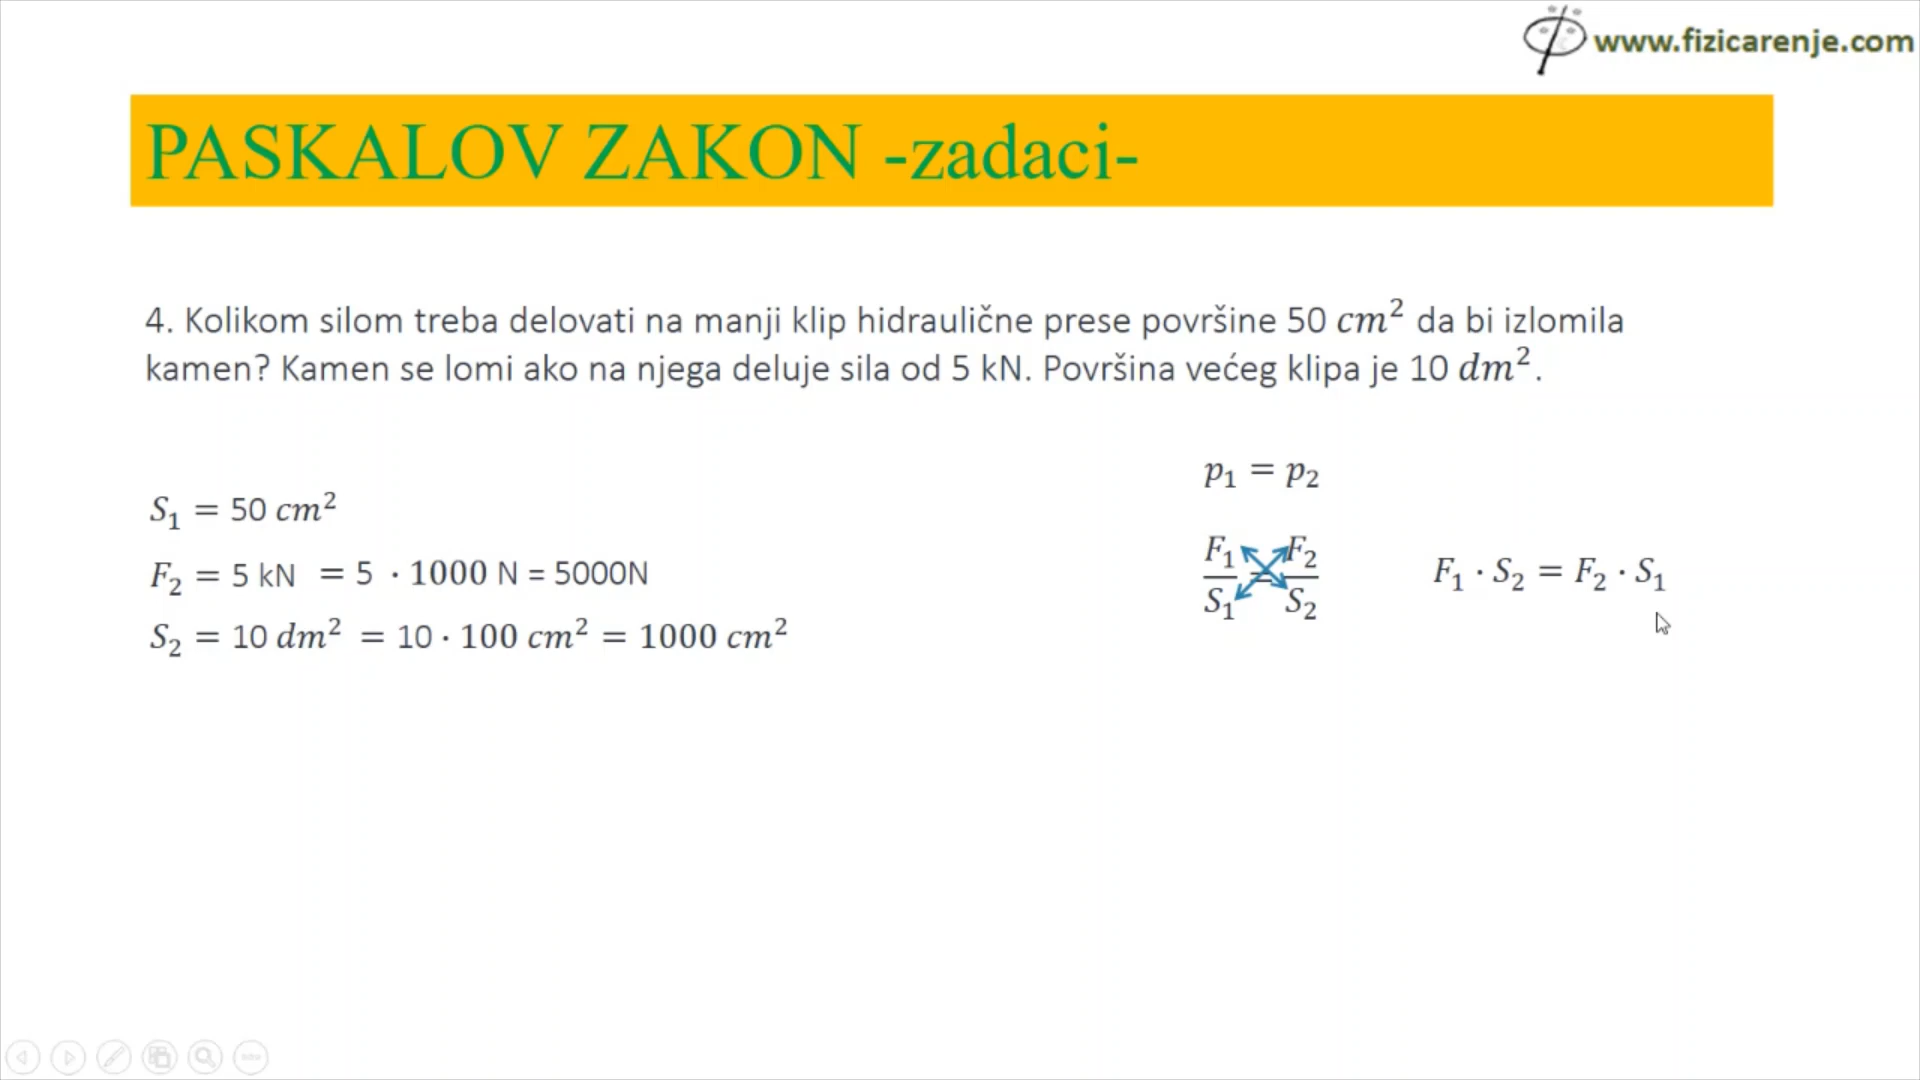 www.fizicarenje.com
PASKALOV ZAKON -zadaci-
4. Kolikom silom treba delovati na manji klip hidraulične prese površine 50 cm² da bi izlomila
kamen? Kamen se lomi ako na njega deluje sila od 5 kN. Površina većeg klipa je 10 dm².
p₁ = p₂
S₁ = 50 cm²
F₂ = 5 kN = 5 · 1000 N = 5000N
F₁/S₁ = F₂/S₂
F₁ · S₂ = F₂ · S₁
S₂ = 10 dm² = 10 · 100 cm² = 1000 cm²